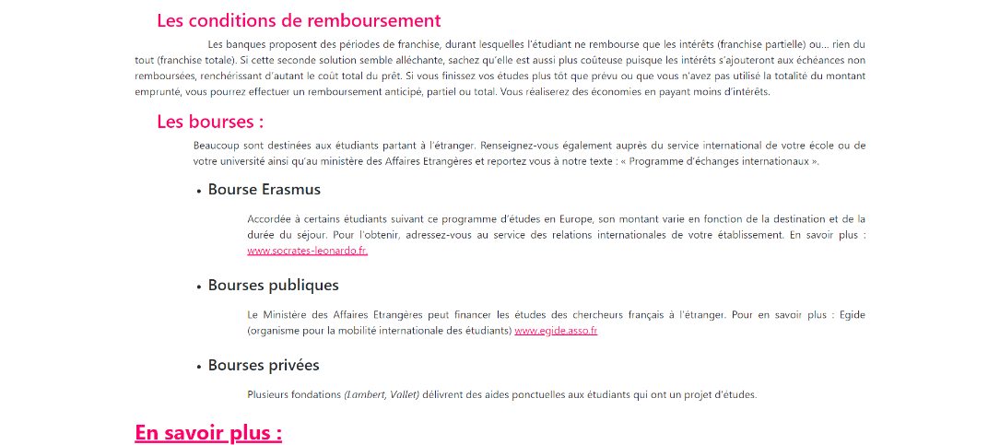 Les conditions de remboursement
Les banques proposent des périodes de franchise, durant lesquelles l'étudiant ne rembourse que les intérêts (franchise partielle) ou... rien du
tout (franchise totale). Si cette seconde solution semble alléchante, sachez qu'elle est aussi plus coûteuse puisque les intérêts s'ajouteront aux échéances non
remboursées, renchérissant d'autant le coût total du prêt. Si vous finissez vos études plus tôt que prévu ou que vous n'avez pas utilisé la totalité du montant
emprunté, vous pourrez effectuer un remboursement anticipé, partiel ou total. Vous réaliserez des économies en payant moins d'intérêts.
Les bourses :
Beaucoup sont destinées aux étudiants partant à l'étranger. Renseignez-vous également auprès du service international de votre école ou de
votre université ainsi qu'au ministère des Affaires Etrangères et reportez vous à notre texte : « Programme d'échanges internationaux ».
• Bourse Erasmus
Accordée à certains étudiants suivant ce programme d'études en Europe, son montant varie en fonction de la destination et de la
durée du séjour. Pour l'obtenir, adressez-vous au service des relations internationales de votre établissement. En savoir plus :
www.socrates-leonardo.fr.
• Bourses publiques
Le Ministère des Affaires Etrangères peut financer les études des chercheurs français à l'étranger. Pour en savoir plus : Egide
(organisme pour la mobilité internationale des étudiants) www.egide.asso.fr
• Bourses privées
Plusieurs fondations (Lambert, Vallet) délivrent des aides ponctuelles aux étudiants qui ont un projet d'études.
En savoir plus :